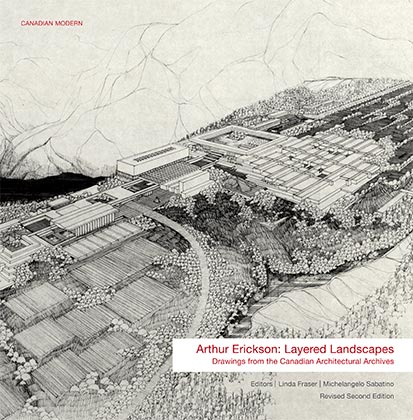 CANADIAN MODERN
Arthur Erickson: Layered Landscapes
Drawings from the Canadian Architectural Archives
Editors | Linda Fraser | Michelangelo Sabatino
Revised Second Edition